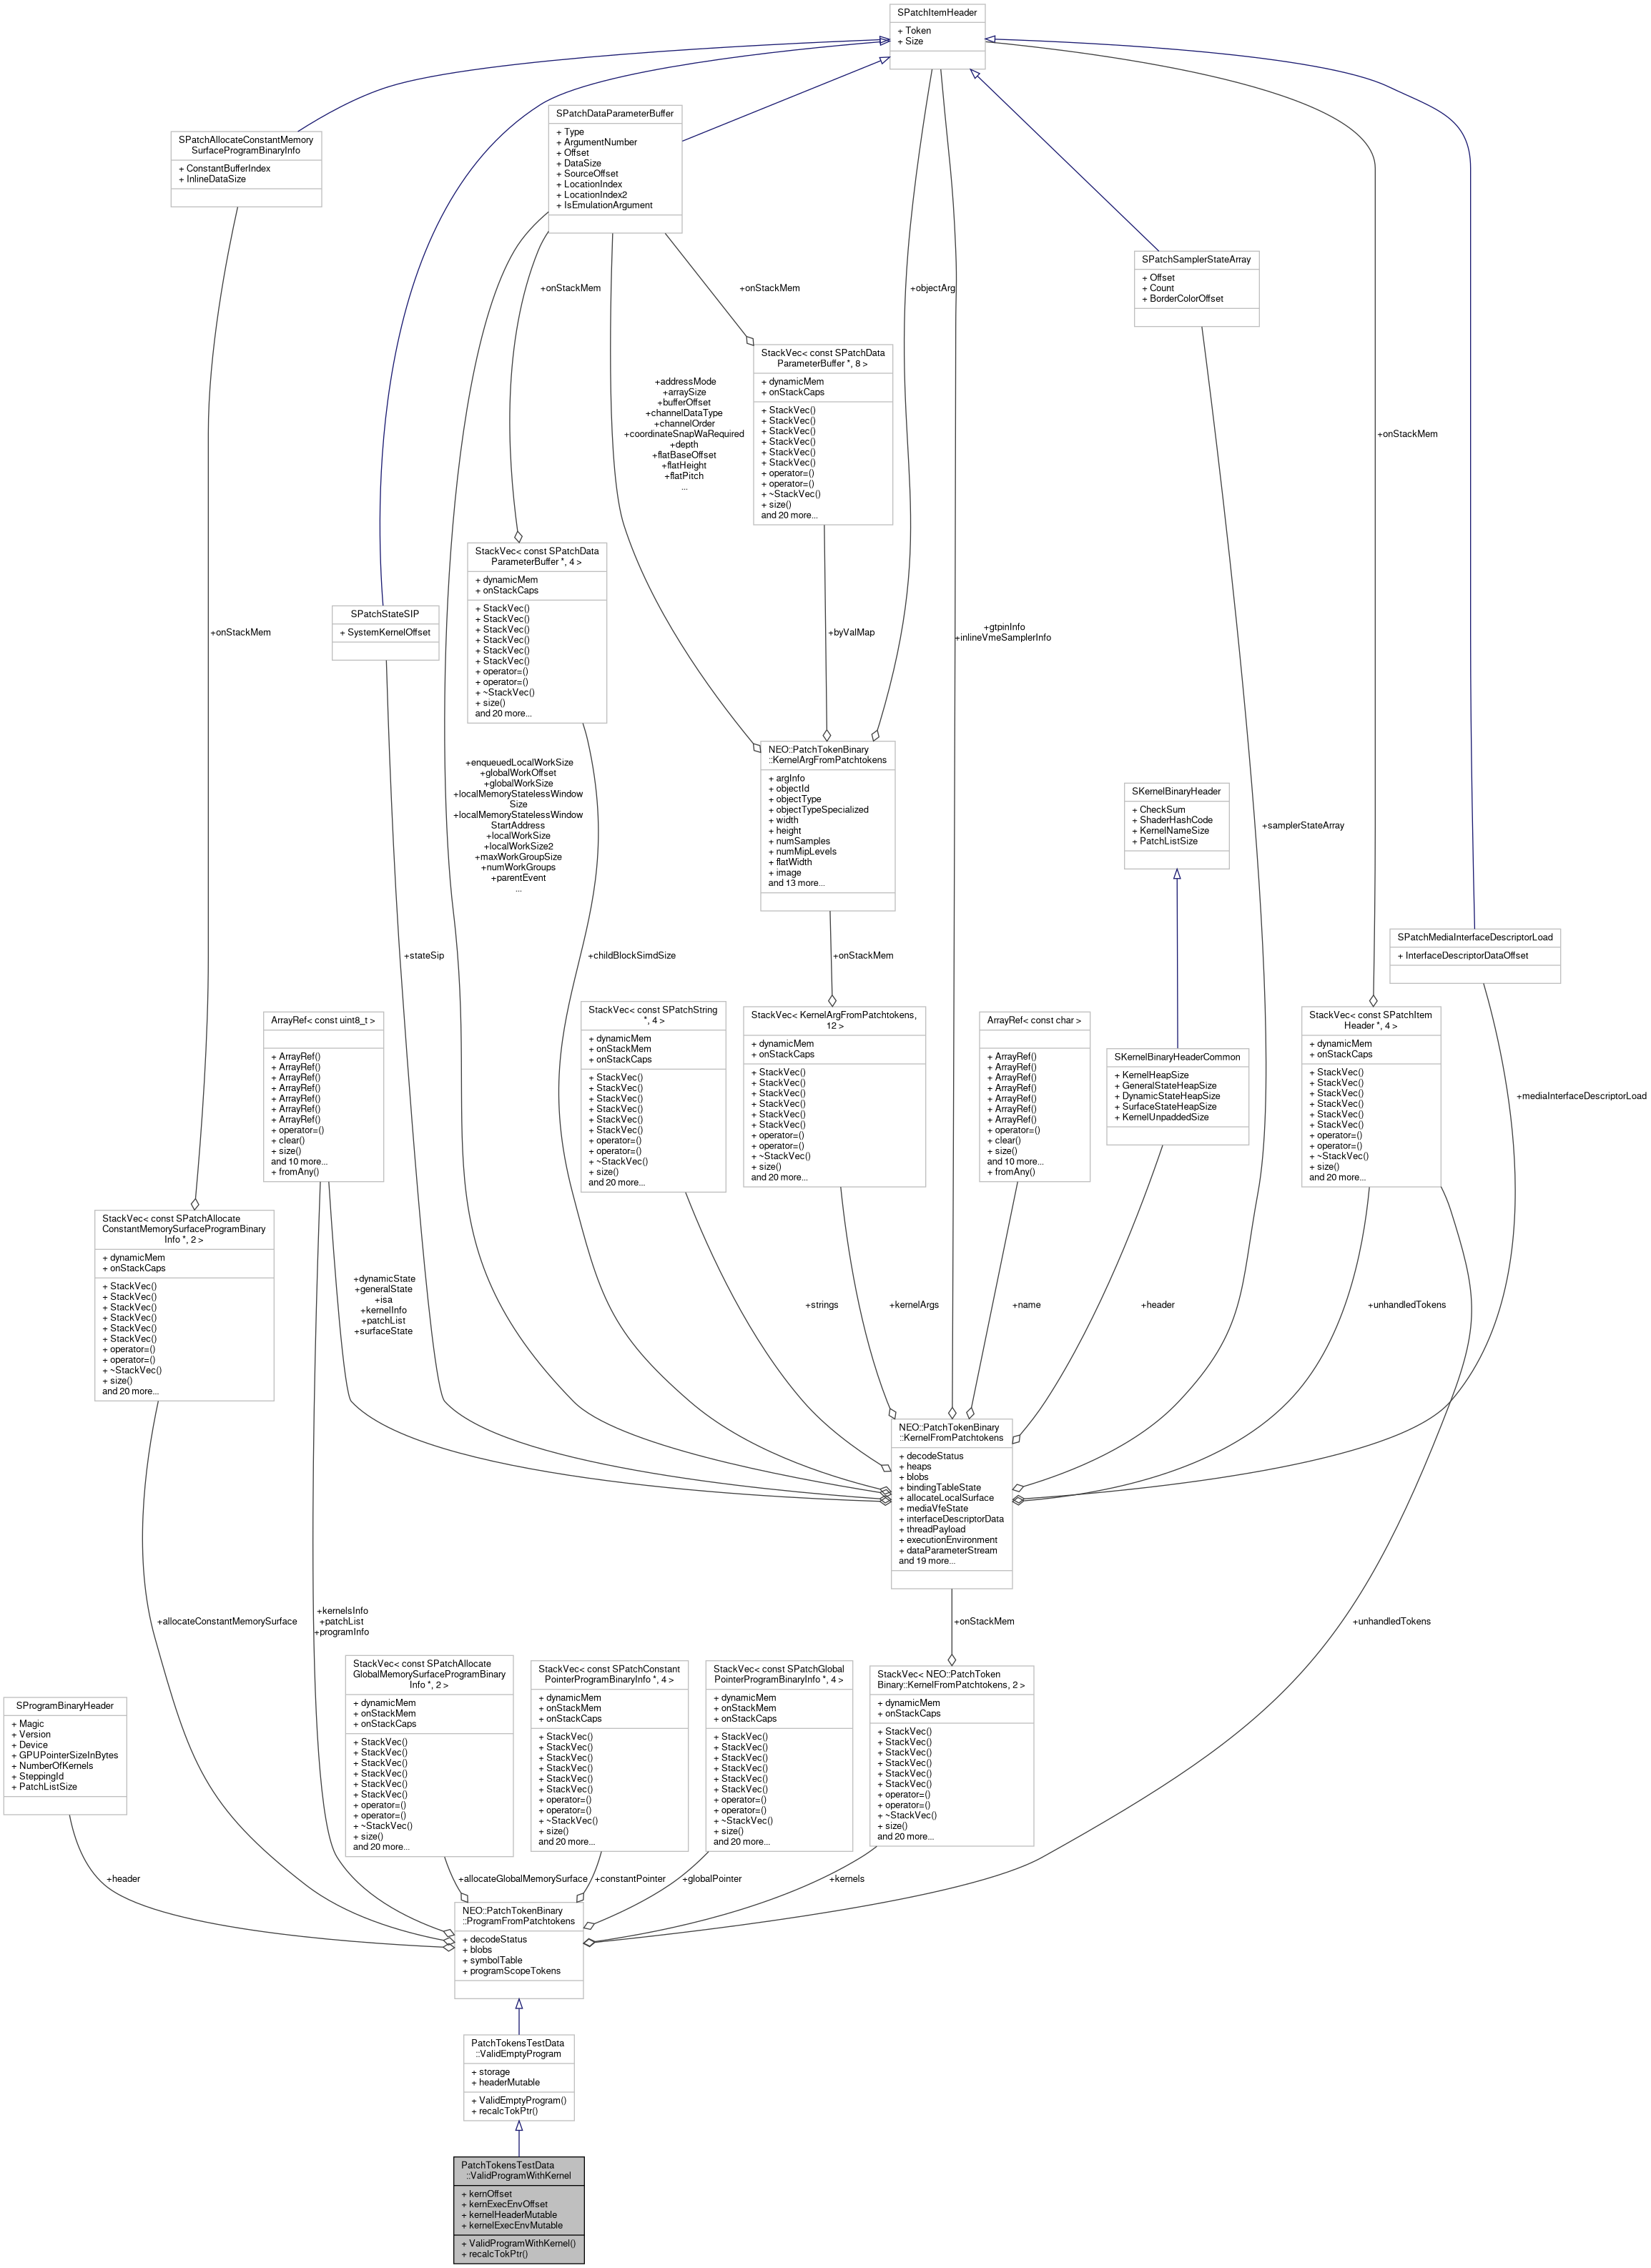 SPatchItemHeader
+ Token
+ Size
SPatchDataParameterBuffer
+ Type
+ ArgumentNumber
+ Offset
+ DataSize
+ SourceOffset
+ LocationIndex
+ LocationIndex2
+ IsEmulationArgument
SPatchAllocateConstantMemory
SurfaceProgramBinaryInfo
+ ConstantBufferIndex
+ InlineDataSize
SPatchSamplerStateArray
+ Offset
+ Count
+ BorderColorOffset
+onStackMem
+onStackMem
+objectArg
StackVec< const SPatchData
ParameterBuffer *, 8 >
+ dynamicMem
+ onStackCaps
+ StackVec()
+ StackVec()
+ StackVec()
+ StackVec()
+ StackVec()
+ StackVec()
+ operator=()
+ operator=()
+ ~StackVec()
+ size()
and 20 more...
+addressMode
+arraySize
+bufferOffset
+channelDataType
+channelOrder
+coordinateSnapWaRequired
+depth
+flatBaseOffset
+flatHeight
+flatPitch
...
+onStackMem
StackVec< const SPatchData
ParameterBuffer *, 4 >
+ dynamicMem
+ onStackCaps
+ StackVec()
+ StackVec()
+ StackVec()
+ StackVec()
+ StackVec()
+ StackVec()
+ operator=()
+ operator=()
+ ~StackVec()
+ size()
and 20 more...
SPatchStateSIP
+ SystemKernelOffset
+onStackMem
+byValMap
+gtpinInfo
+inlineVmeSamplerInfo
NEO::PatchTokenBinary
::KernelArgFromPatchtokens
+ argInfo
+ objectId
+ objectType
+ objectTypeSpecialized
+ width
+ height
+ numSamples
+ numMipLevels
+ flatWidth
+ image
and 13 more...
+enqueuedLocalWorkSize
+globalWorkOffset
+globalWorkSize
+localMemoryStatelessWindow
Size
+localMemoryStatelessWindow
StartAddress
+localWorkSize
+localWorkSize2
+maxWorkGroupSize
+numWorkGroups
+parentEvent
...
SKernelBinaryHeader
+ CheckSum
+ ShaderHashCode
+ KernelNameSize
+ PatchListSize
+samplerStateArray
SPatchMediaInterfaceDescriptorLoad
+ InterfaceDescriptorDataOffset
+stateSip
+childBlockSimdSize
+onStackMem
ArrayRef< const uint8_t >
+ ArrayRef()
+ ArrayRef()
+ ArrayRef()
+ ArrayRef()
+ ArrayRef()
+ ArrayRef()
+ ArrayRef()
+ operator=()
+ clear()
+ size()
and 10 more...
+ fromAny()
StackVec< const SPatchString
*, 4 >
+ dynamicMem
+ onStackMem
+ onStackCaps
+ StackVec()
+ StackVec()
+ StackVec()
+ StackVec()
+ StackVec()
+ StackVec()
+ operator=()
+ operator=()
+ ~StackVec()
+ size()
and 20 more...
StackVec< KernelArgFromPatchtokens,
12 >
+ dynamicMem
+ onStackCaps
+ StackVec()
+ StackVec()
+ StackVec()
+ StackVec()
+ StackVec()
+ StackVec()
+ operator=()
+ operator=()
+ ~StackVec()
+ size()
and 20 more...
ArrayRef< const char >
+ ArrayRef()
+ ArrayRef()
+ ArrayRef()
+ ArrayRef()
+ ArrayRef()
+ ArrayRef()
+ ArrayRef()
+ operator=()
+ clear()
+ size()
and 10 more...
+ fromAny()
SKernelBinaryHeaderCommon
+ KernelHeapSize
+ GeneralStateHeapSize
+ DynamicStateHeapSize
+ SurfaceStateHeapSize
+ KernelUnpaddedSize
StackVec< const SPatchItem
Header *, 4 >
+ dynamicMem
+ onStackCaps
+ StackVec()
+ StackVec()
+ StackVec()
+ StackVec()
+ StackVec()
+ StackVec()
+ operator=()
+ operator=()
+ ~StackVec()
+ size()
and 20 more...
+mediaInterfaceDescriptorLoad
StackVec< const SPatchAllocate
ConstantMemorySurfaceProgramBinary
Info *, 2 >
+ dynamicMem
+ onStackCaps
+ StackVec()
+ StackVec()
+ StackVec()
+ StackVec()
+ StackVec()
+ StackVec()
+ operator=()
+ operator=()
+ ~StackVec()
+ size()
and 20 more...
+dynamicState
+generalState
+isa
+kernelInfo
+patchList
+surfaceState
+strings
+kernelArgs
+name
+header
+unhandledTokens
NEO::PatchTokenBinary
::KernelFromPatchtokens
+ decodeStatus
+ heaps
+ blobs
+ bindingTableState
+ allocateLocalSurface
+ mediaVfeState
+ interfaceDescriptorData
+ threadPayload
+ executionEnvironment
+ dataParameterStream
and 19 more...
+allocateConstantMemorySurface
+kernelsInfo
+patchList
+programInfo
+onStackMem
+unhandledTokens
SProgramBinaryHeader
+ Magic
+ Version
+ Device
+ GPUPointerSizeInBytes
+ NumberOfKernels
+ SteppingId
+ PatchListSize
StackVec< const SPatchAllocate
GlobalMemorySurfaceProgramBinary
Info *, 2 >
+ dynamicMem
+ onStackMem
+ onStackCaps
+ StackVec()
+ StackVec()
+ StackVec()
+ StackVec()
+ StackVec()
+ StackVec()
+ operator=()
+ operator=()
+ ~StackVec()
+ size()
and 20 more...
StackVec< const SPatchConstant
PointerProgramBinaryInfo *, 4 >
+ dynamicMem
+ onStackMem
+ onStackCaps
+ StackVec()
+ StackVec()
+ StackVec()
+ StackVec()
+ StackVec()
+ StackVec()
+ operator=()
+ operator=()
+ ~StackVec()
+ size()
and 20 more...
StackVec< const SPatchGlobal
PointerProgramBinaryInfo *, 4 >
+ dynamicMem
+ onStackMem
+ onStackCaps
+ StackVec()
+ StackVec()
+ StackVec()
+ StackVec()
+ StackVec()
+ StackVec()
+ operator=()
+ operator=()
+ ~StackVec()
+ size()
and 20 more...
StackVec< NEO::PatchToken
Binary::KernelFromPatchtokens, 2 >
+ dynamicMem
+ onStackCaps
+ StackVec()
+ StackVec()
+ StackVec()
+ StackVec()
+ StackVec()
+ StackVec()
+ operator=()
+ operator=()
+ ~StackVec()
+ size()
and 20 more...
+header
+allocateGlobalMemorySurface
+constantPointer
+globalPointer
+kernels
NEO::PatchTokenBinary
::ProgramFromPatchtokens
+ decodeStatus
+ blobs
+ symbolTable
+ programScopeTokens
PatchTokensTestData
::ValidEmptyProgram
+ storage
+ headerMutable
+ ValidEmptyProgram()
+ recalcTokPtr()
PatchTokensTestData
::ValidProgramWithKernel
+ kernOffset
+ kernExecEnvOffset
+ kernelHeaderMutable
+ kernelExecEnvMutable
+ ValidProgramWithKernel()
+ recalcTokPtr()